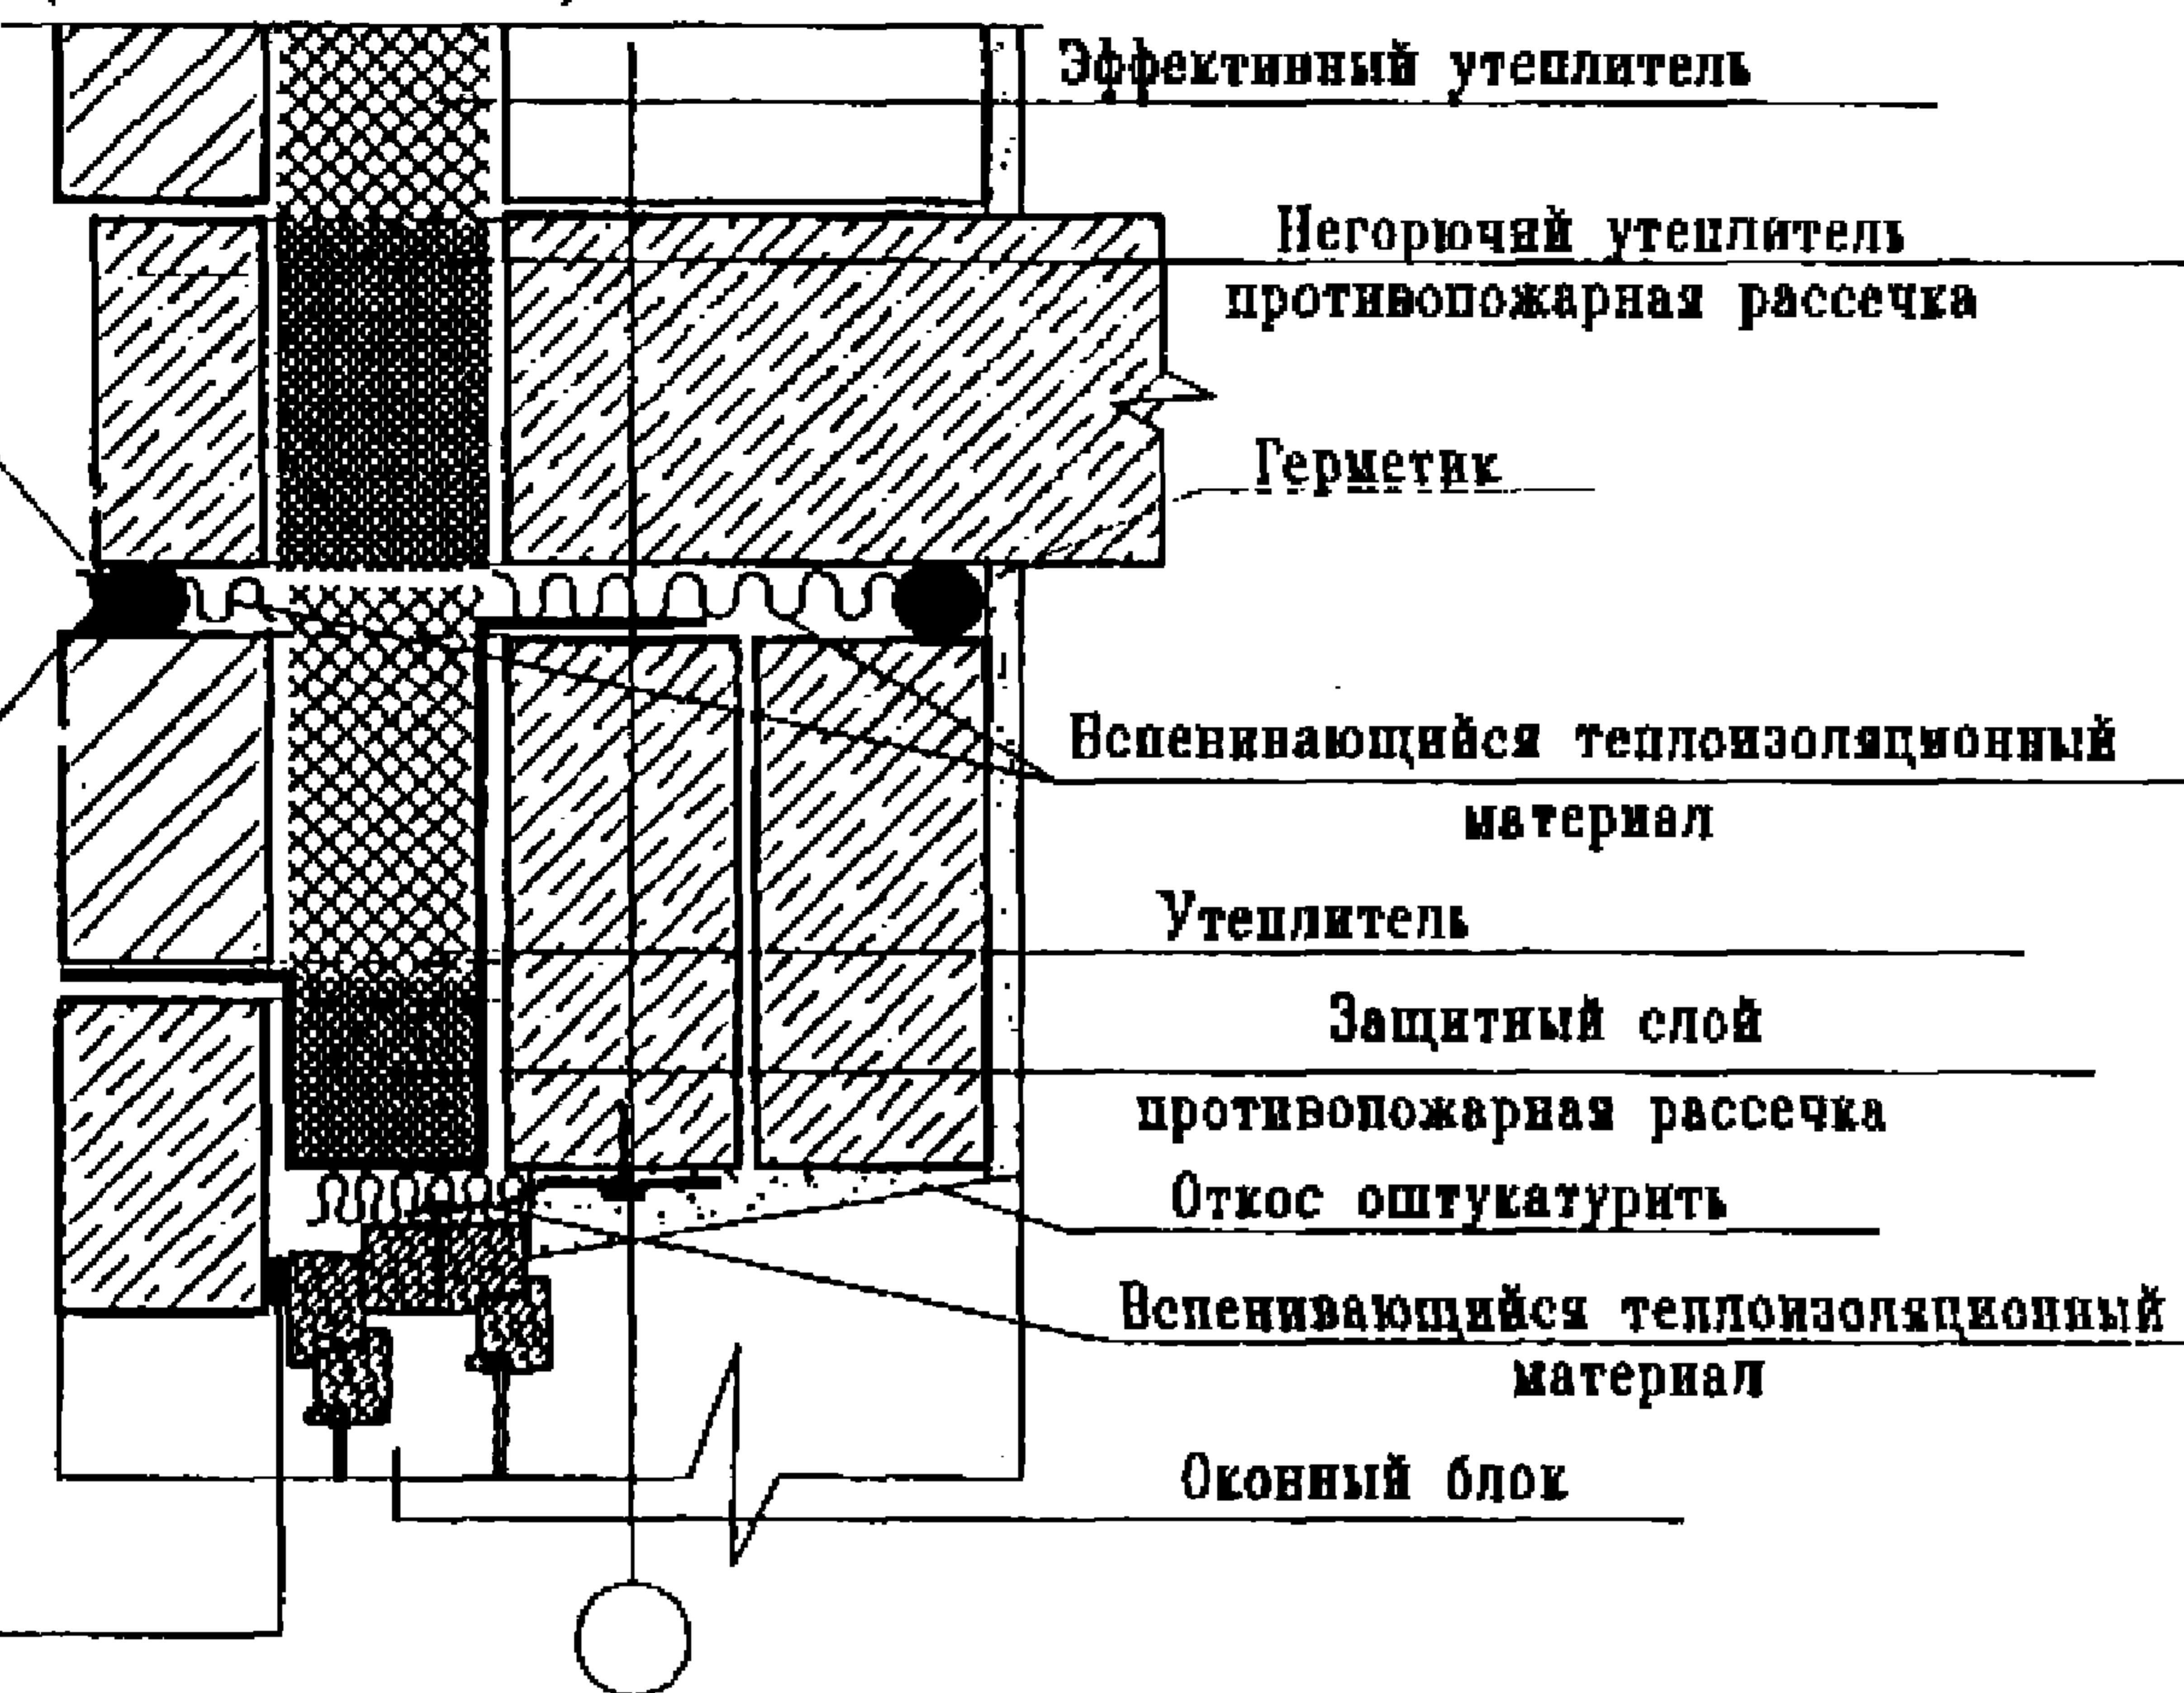 Эффективный утеплитель
Негорючий утеплитель
противопожарная рассечка
Герметик
Вспенивающийся теплоизоляционный
материал
Утеплитель
Защитный слой
противопожарная рассечка
Откос оштукатурить
Вспенивающийся теплоизоляционный
материал
Оконный блок